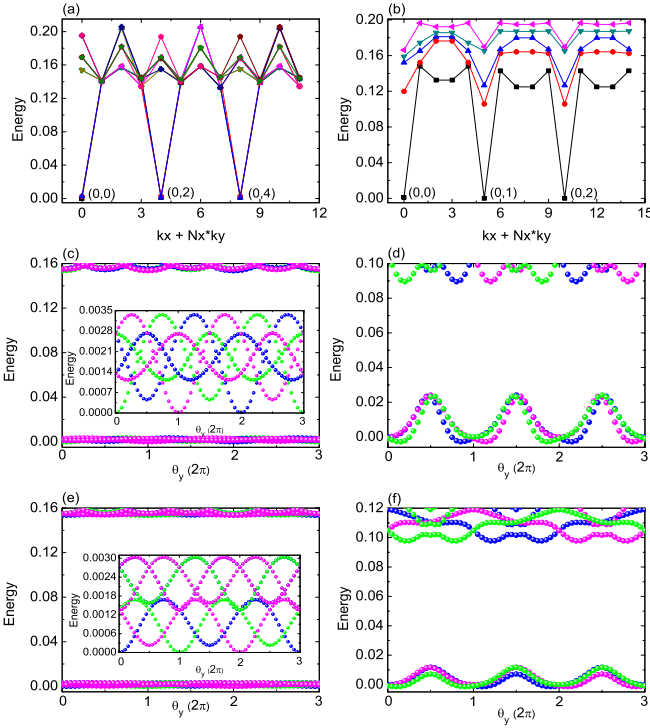 (a)
0.20
0.16
0.12
0.08
0.04
0.00
Energy
(0,0)
(0,2)
(0,4)
0 3 6 9 12
kx + Nx*ky
(b)
0.20
0.16
0.12
0.08
0.04
0.00
Energy
(0,0)
(0,1)
(0,2)
0 3 6 9 12 15
kx + Nx*ky
(c)
0.16
0.12
0.08
0.04
0.00
Energy
0.0035
0.0028
0.0021
0.0014
0.0007
0.0000
Energy
0 1 2 3
θy (2π)
0 1 2 3
θy (2π)
(d)
0.10
0.08
0.06
0.04
0.02
0.00
Energy
0 1 2 3
θy (2π)
(e)
0.16
0.12
0.08
0.04
0.00
Energy
0.0030
0.0024
0.0018
0.0012
0.0006
0.0000
Energy
0 1 2 3
θy (2π)
0 1 2 3
θy (2π)
(f)
0.12
0.10
0.08
0.06
0.04
0.02
0.00
Energy
0 1 2 3
θy (2π)